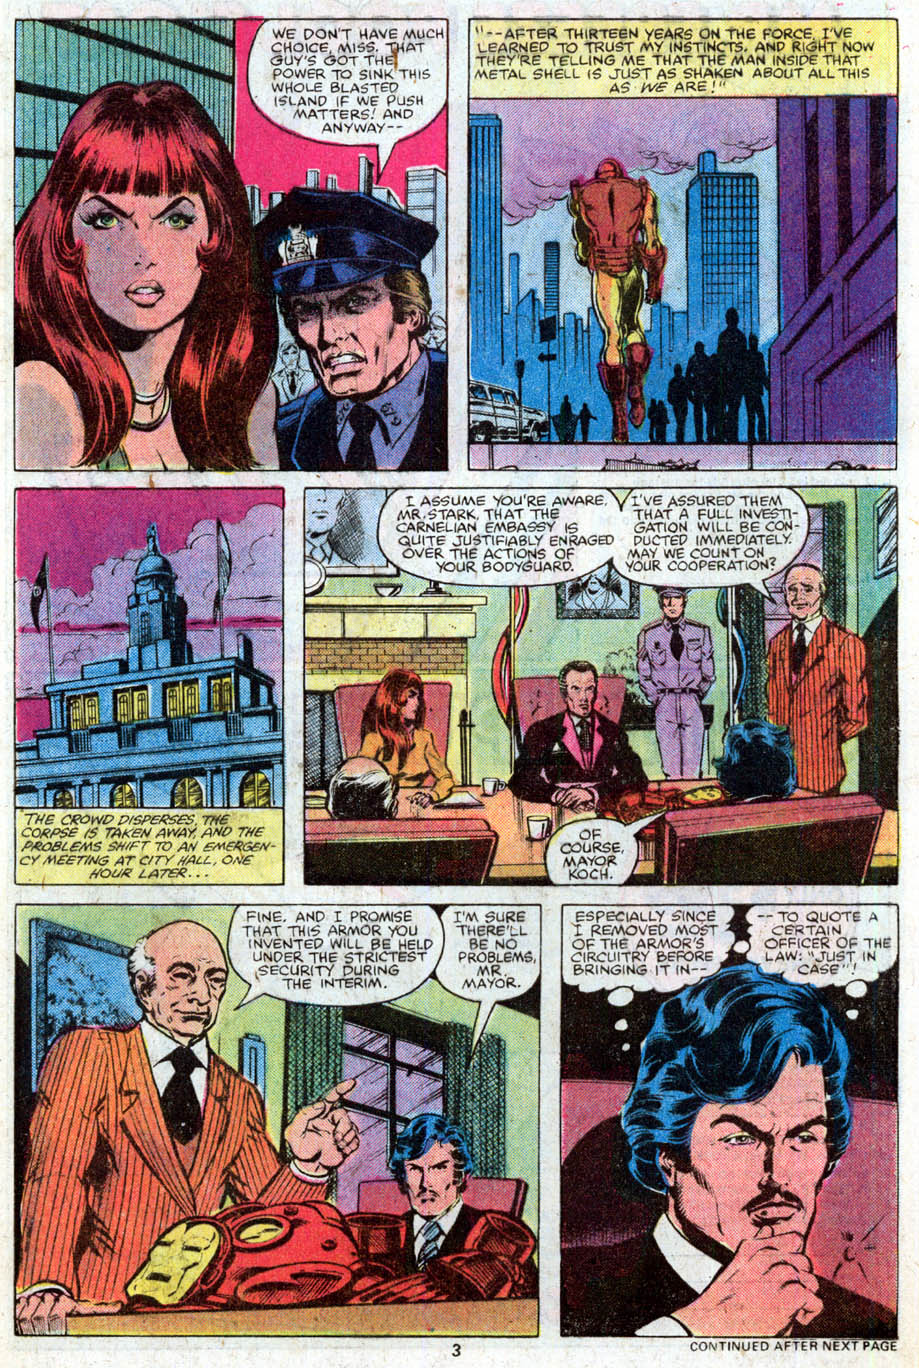 WE DON'T HAVE MUCH
CHOICE, MISS. THAT
GUY'S GOT THE
POWER TO SINK THIS
WHOLE BLASTED
ISLAND IF WE PUSH
MATTERS! AND
ANYWAY--
"--AFTER THIRTEEN YEARS ON THE FORCE, I'VE
LEARNED TO TRUST MY INSTINCTS. AND RIGHT NOW
THEY'RE TELLING ME THAT THE MAN INSIDE THAT
METAL SHELL IS JUST AS SHAKEN ABOUT ALL THIS
AS WE ARE!"
THE CROWD DISPERSES, THE
CORPSE IS TAKEN AWAY, AND THE
PROBLEMS SHIFT TO AN EMERGEN-
CY MEETING AT CITY HALL, ONE
HOUR LATER...
I ASSUME YOU'RE AWARE,
MR. STARK, THAT THE
CARNELIAN EMBASSY IS
QUITE JUSTIFIABLY ENRAGED
OVER THE ACTIONS OF
YOUR BODYGUARD.
I'VE ASSURED THEM
THAT A FULL INVESTI-
GATION WILL BE CON-
DUCTED IMMEDIATELY.
MAY WE COUNT ON
YOUR COOPERATION?
OF
COURSE,
MAYOR
KOCH.
FINE. AND I PROMISE
THAT THIS ARMOR YOU
INVENTED WILL BE HELD
UNDER THE STRICTEST
SECURITY DURING
THE INTERIM.
I'M SURE
THERE'LL
BE NO
PROBLEMS,
MR.
MAYOR.
ESPECIALLY SINCE
I REMOVED MOST
OF THE ARMOR'S
CIRCUITRY BEFORE
BRINGING IT IN--
--TO QUOTE A
CERTAIN
OFFICER OF THE
LAW: "JUST IN
CASE"!
3
CONTINUED AFTER NEXT PAGE